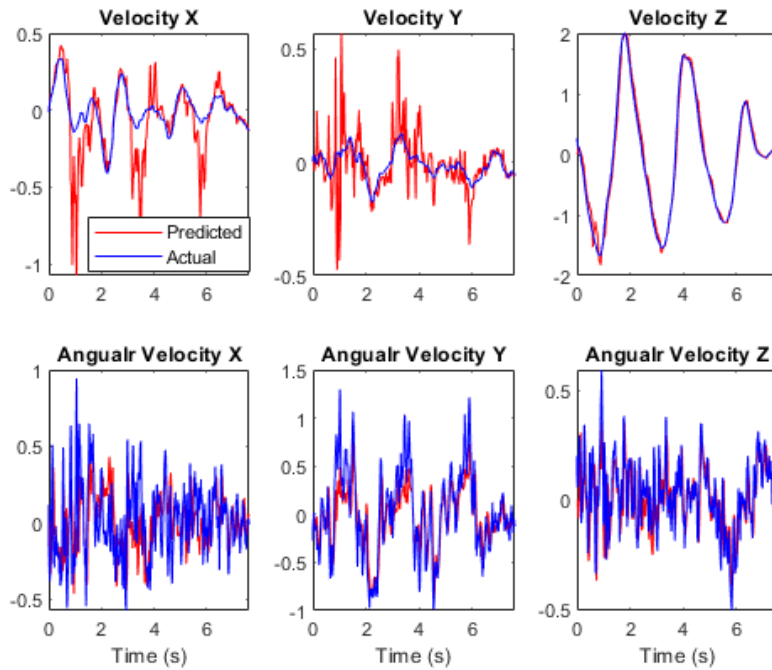 Velocity X
Velocity Y
Velocity Z
0.5
0
-0.5
-1
0 2 4 6
Predicted
Actual
0.5
0
-0.5
0 2 4 6
2
1
0
-1
-2
0 2 4 6
Angualr Velocity X
Angualr Velocity Y
Angualr Velocity Z
1
0.5
0
-0.5
0 2 4 6
Time (s)
1.5
1
0.5
0
-0.5
-1
0 2 4 6
Time (s)
0.5
0
-0.5
0 2 4 6
Time (s)